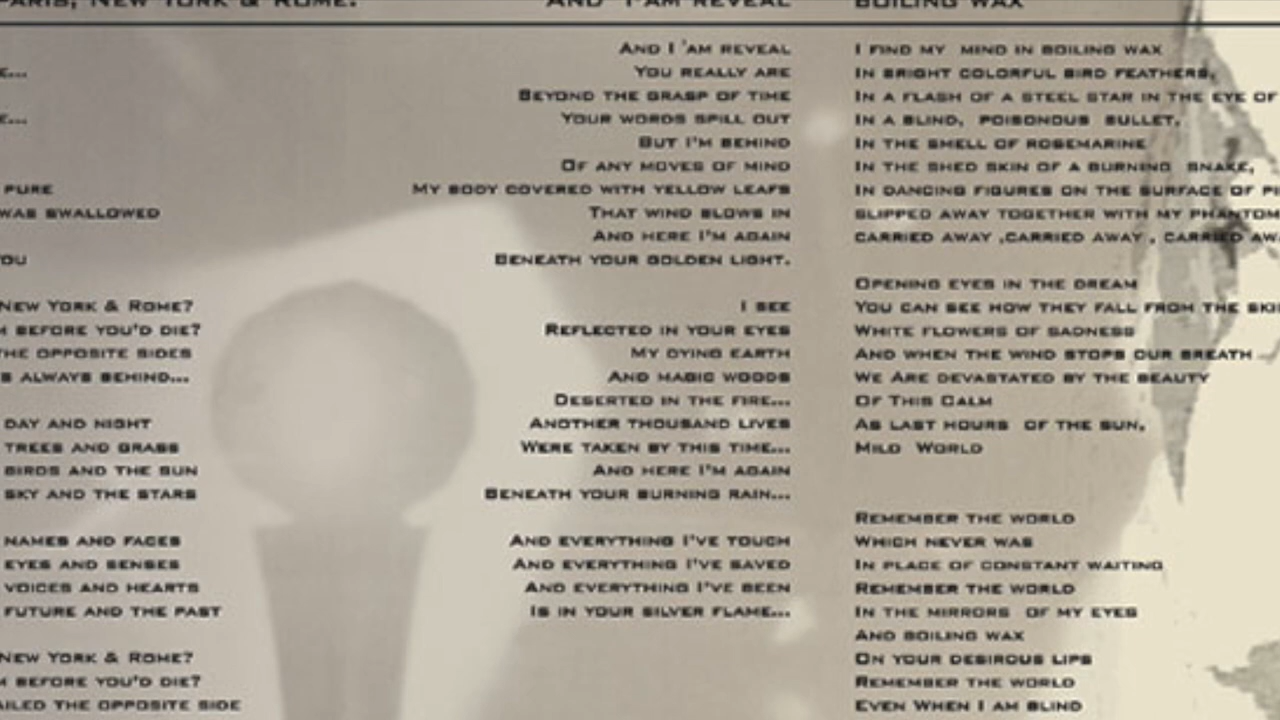 PARIS, NEW YORK & ROME.
E...
E...
PURE
WAS SWALLOWED
YOU
NEW YORK & ROME?
BEFORE YOU'D DIE?
THE OPPOSITE SIDES
ALWAYS BEHIND...
DAY AND NIGHT
TREES AND GRASS
BIRDS AND THE SUN
SKY AND THE STARS
NAMES AND FACES
EYES AND SENSES
VOICES AND HEARTS
FUTURE AND THE PAST
NEW YORK & ROME?
BEFORE YOU'D DIE?
AILED THE OPPOSITE SIDE
AND I'AM REVEAL
AND I 'AM REVEAL
YOU REALLY ARE
BEYOND THE GRASP OF TIME
YOUR WORDS SPILL OUT
BUT I'M BEHIND
OF ANY MOVES OF MIND
MY BODY COVERED WITH YELLOW LEAFS
THAT WIND BLOWS IN
AND HERE I'M AGAIN
BENEATH YOUR GOLDEN LIGHT.
I SEE
REFLECTED IN YOUR EYES
MY DYING EARTH
AND MAGIC WOODS
DESERTED IN THE FIRE...
ANOTHER THOUSAND LIVES
WERE TAKEN BY THIS TIME...
AND HERE I'M AGAIN
BENEATH YOUR BURNING RAIN...
AND EVERYTHING I'VE TOUCH
AND EVERYTHING I'VE SAVED
AND EVERYTHING I'VE BEEN
IS IN YOUR SILVER FLAME...
BOILING WAX
I FIND MY MIND IN BOILING WAX
IN BRIGHT COLORFUL BIRD FEATHERS,
IN A FLASH OF A STEEL STAR IN THE EYE OF
IN A BLIND, POISONOUS BULLET,
IN THE SMELL OF ROSEMARINE
IN THE SHED SKIN OF A BURNING SNAKE,
IN DANCING FIGURES ON THE SURFACE OF
SLIPPED AWAY TOGETHER WITH MY PHANTOM
CARRIED AWAY ,CARRIED AWAY , CARRIED AW
OPENING EYES IN THE DREAM
YOU CAN SEE HOW THEY FALL FROM THE SKI
WHITE FLOWERS OF SADNESS
AND WHEN THE WIND STOPS OUR BREATH
WE ARE DEVASTATED BY THE BEAUTY
OF THIS CALM
AS LAST HOURS OF THE SUN,
MILD WORLD
REMEMBER THE WORLD
WHICH NEVER WAS
IN PLACE OF CONSTANT WAITING
REMEMBER THE WORLD
IN THE MIRRORS OF MY EYES
AND BOILING WAX
ON YOUR DESIROUS LIPS
REMEMBER THE WORLD
EVEN WHEN I AM BLIND